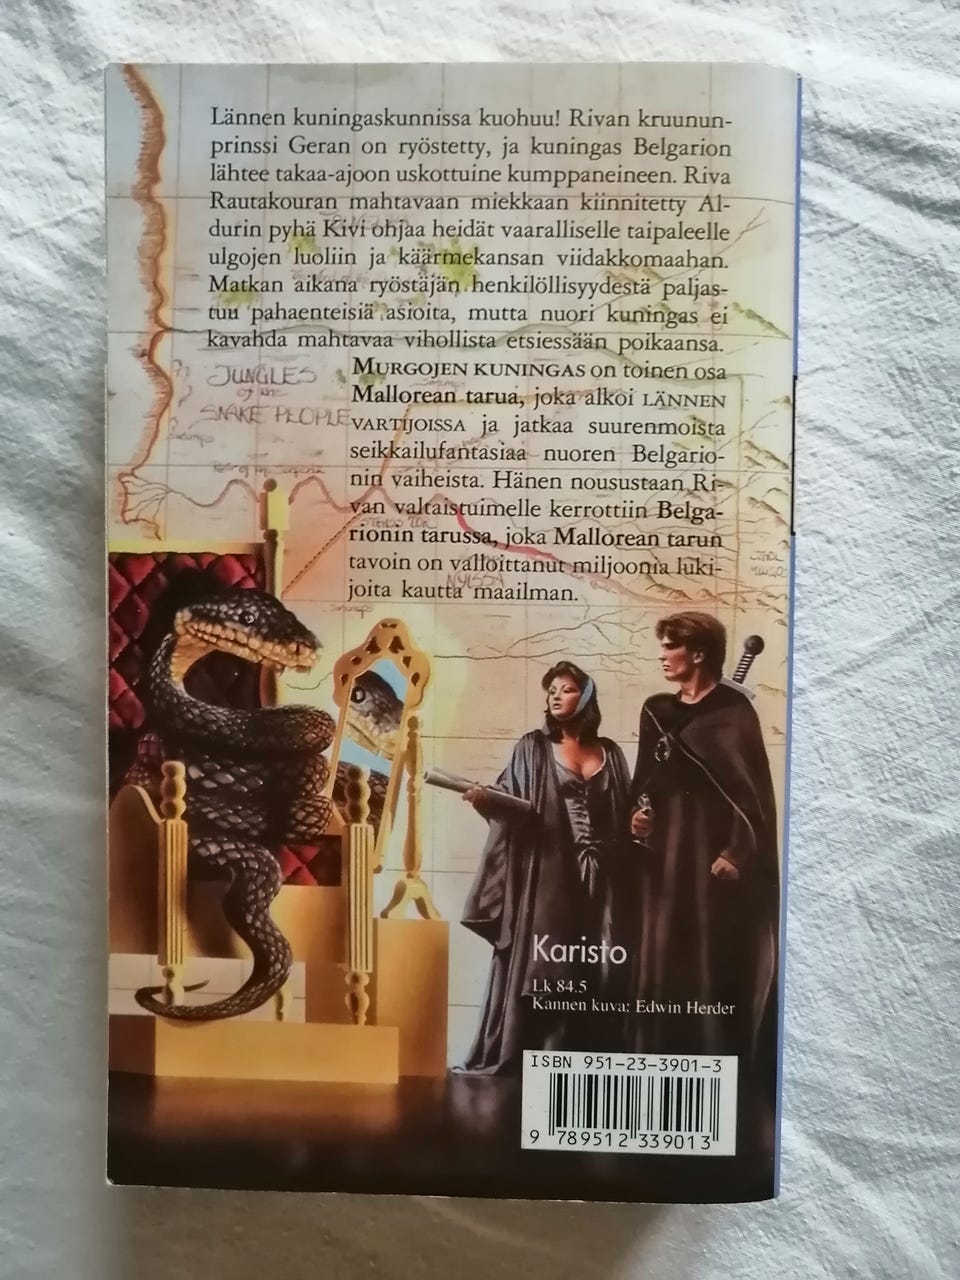 Lännen kuningaskunnissa kuohuu! Rivan kruunun-
prinssi Geran on ryöstetty, ja kuningas Belgarion
lähtee takaa-ajoon uskottuine kumppaneineen. Riva
Rautakouran mahtavaan miekkaan kiinnitetty Al-
durin pyhä Kivi ohjaa heidät vaaralliselle taipaleelle
ulgojen luoliin ja käärmekansan viidakkomaahan.
Matkan aikana ryöstäjän henkilöllisyydestä paljas-
tuu pahaenteisiä asioita, mutta nuori kuningas ei
kavahda mahtavaa vihollista etsiessään poikaansa.
MURGOJEN KUNINGAS on toinen osa
Mallorean tarua, joka alkoi LÄNNEN
VARTIJOISSA ja jatkaa suurenmoista
seikkailufantasiaa nuoren Belgario-
nin vaiheista. Hänen nousustaan Ri-
van valtaistuimelle kerrottiin Belga-
rionin tarussa, joka Mallorean tarun
tavoin on valloittanut miljoonia luki-
joita kautta maailman.
JUNGLES
of the
SNAKE PEOPLE
Swamps
NYISSA
Swamps
Karisto
Lk 84.5
Kannen kuva: Edwin Herder
ISBN 951-23-3901-3
9 789512 339013